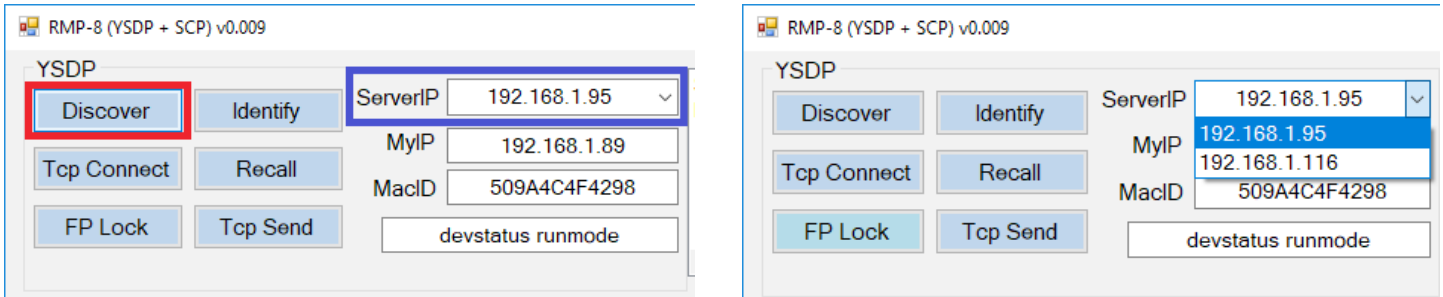 RMP-8 (YSDP + SCP) v0.009
YSDP
Discover Identify ServerIP 192.168.1.95
MyIP 192.168.1.89
Tcp Connect Recall
MacID 509A4C4F4298
FP Lock Tcp Send devstatus runmode
RMP-8 (YSDP + SCP) v0.009
YSDP
Discover Identify ServerIP 192.168.1.95
192.168.1.95
MyIP
192.168.1.116
Tcp Connect Recall
MacID 509A4C4F4298
FP Lock Tcp Send devstatus runmode